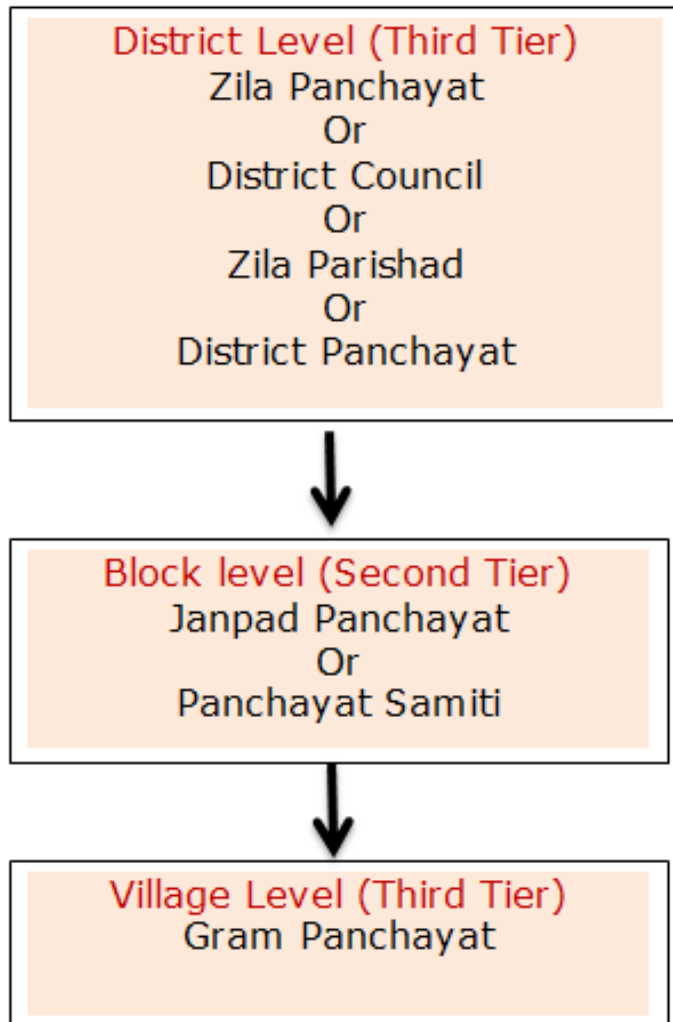 District Level (Third Tier)
Zila Panchayat
Or
District Council
Or
Zila Parishad
Or
District Panchayat
Block level (Second Tier)
Janpad Panchayat
Or
Panchayat Samiti
Village Level (Third Tier)
Gram Panchayat